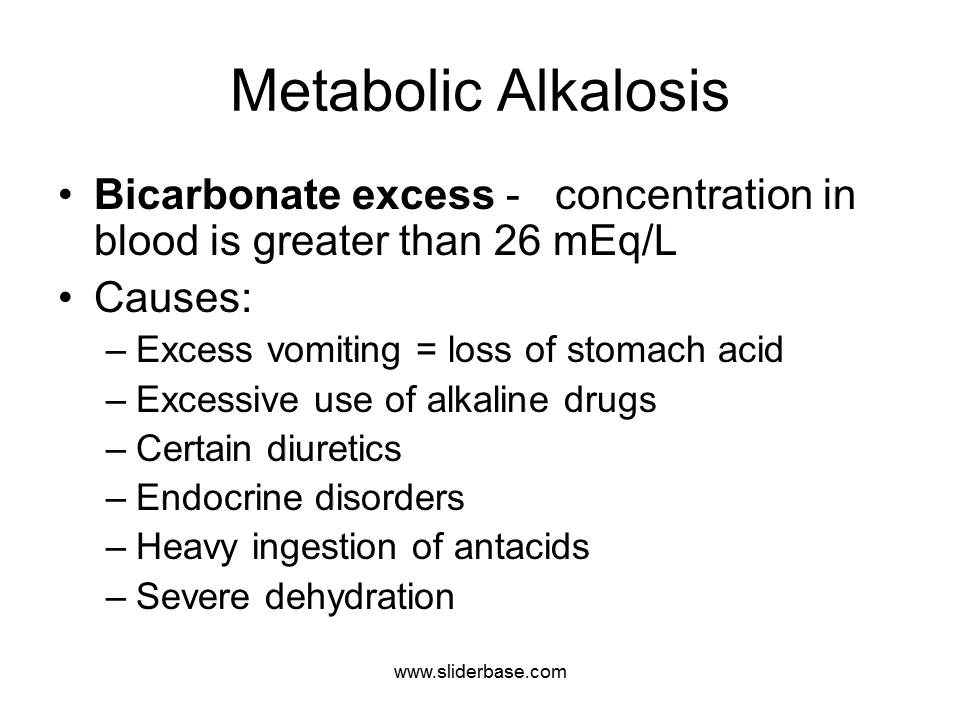 Metabolic Alkalosis
• Bicarbonate excess - concentration in
blood is greater than 26 mEq/L
• Causes:
– Excess vomiting = loss of stomach acid
– Excessive use of alkaline drugs
– Certain diuretics
– Endocrine disorders
– Heavy ingestion of antacids
– Severe dehydration
www.sliderbase.com